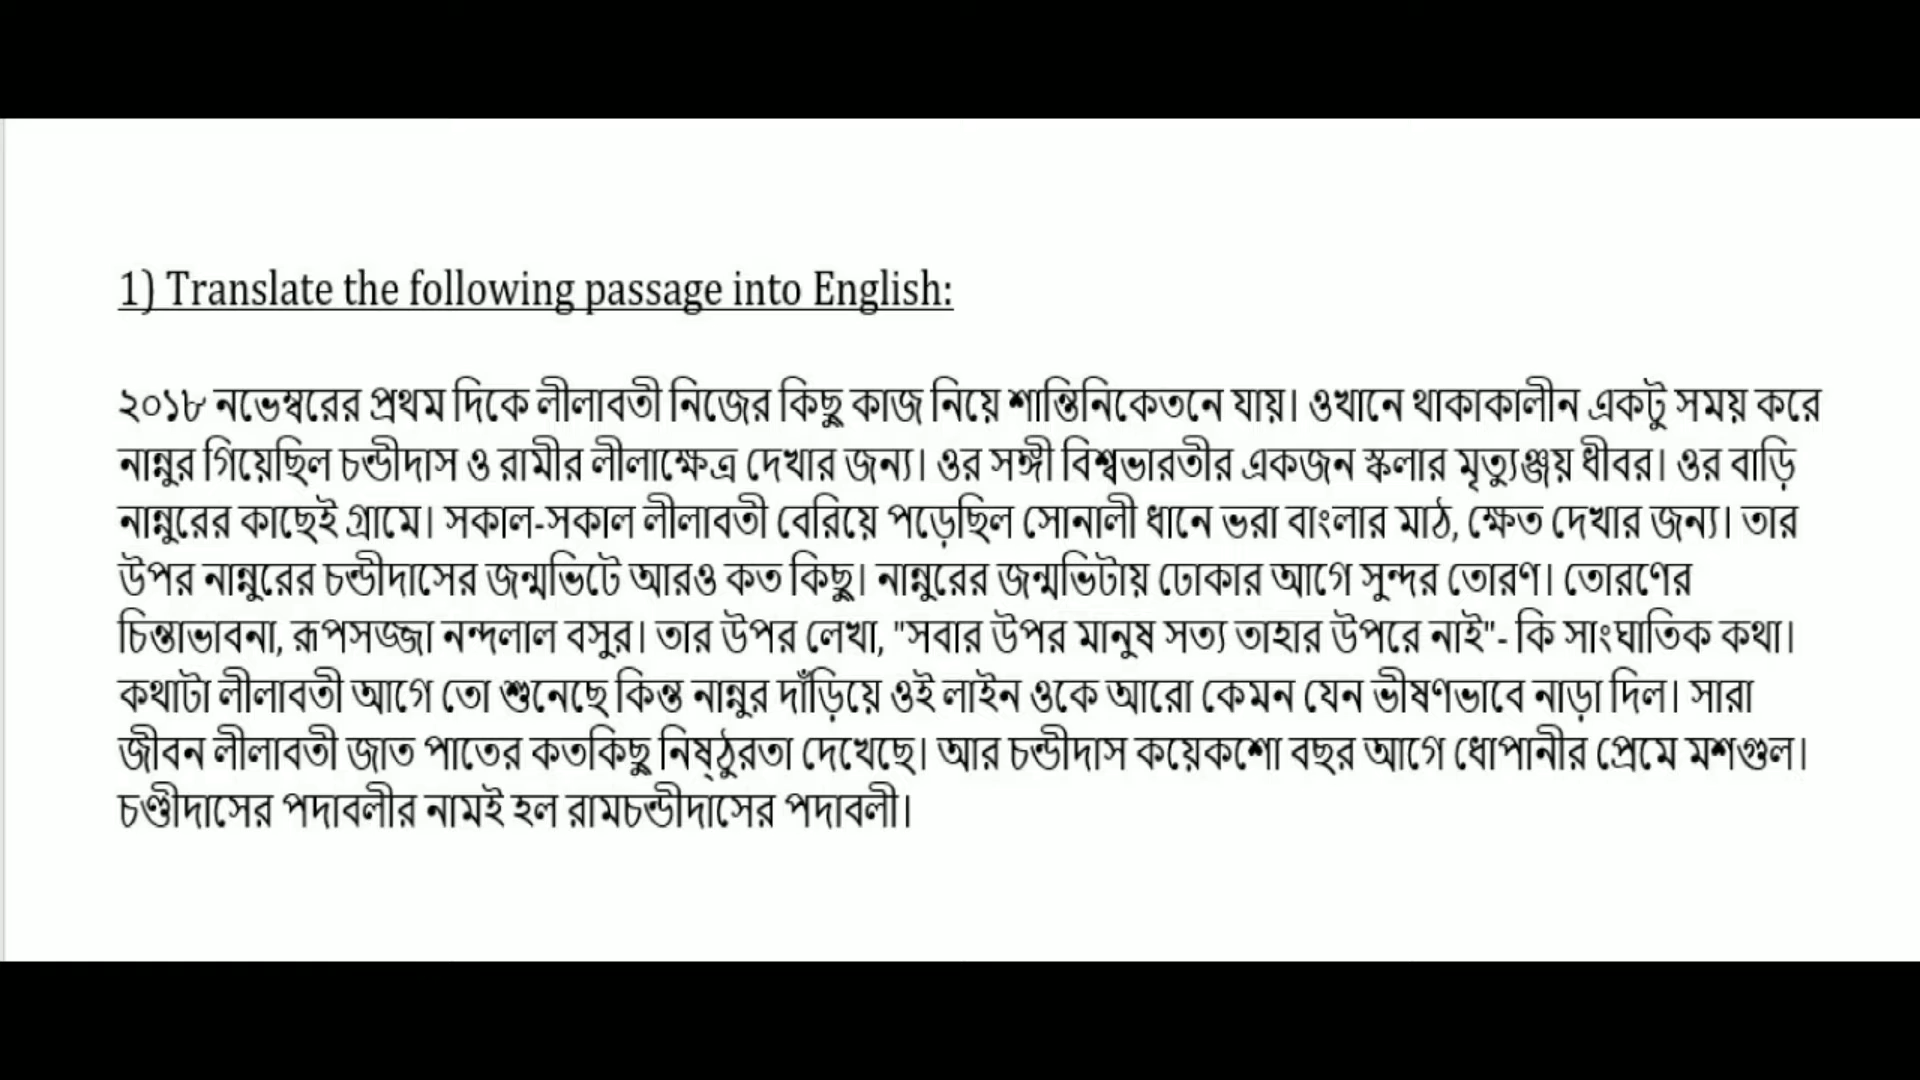 1) Translate the following passage into English:
২০১৮ নভেম্বরের প্রথম দিকে লীলাবতী নিজের কিছু কাজ নিয়ে শান্তিনিকেতনে যায়। ওখানে থাকাকালীন একটু সময় করে
নান্নুর গিয়েছিল চন্ডীদাস ও রামীর লীলাক্ষেত্র দেখার জন্য। ওর সঙ্গী বিশ্বভারতীর একজন স্কলার মৃত্যুঞ্জয় ধীবর। ওর বাড়ি
নান্নুরের কাছেই গ্রামে। সকাল-সকাল লীলাবতী বেরিয়ে পড়েছিল সোনালী ধানে ভরা বাংলার মাঠ, ক্ষেত দেখার জন্য। তার
উপর নান্নুরের চন্ডীদাসের জন্মভিটে আরও কত কিছু। নান্নুরের জন্মভিটায় ঢোকার আগে সুন্দর তোরণ। তোরণের
চিন্তাভাবনা, রূপসজ্জা নন্দলাল বসুর। তার উপর লেখা, "সবার উপর মানুষ সত্য তাহার উপরে নাই"- কি সাংঘাতিক কথা।
কথাটা লীলাবতী আগে তো শুনেছে কিন্ত নান্নুর দাঁড়িয়ে ওই লাইন ওকে আরো কেমন যেন ভীষণভাবে নাড়া দিল। সারা
জীবন লীলাবতী জাত পাতের কতকিছু নিষ্ঠুরতা দেখেছে। আর চন্ডীদাস কয়েকশো বছর আগে ধোপানীর প্রেমে মশগুল।
চণ্ডীদাসের পদাবলীর নামই হল রামচন্ডীদাসের পদাবলী।